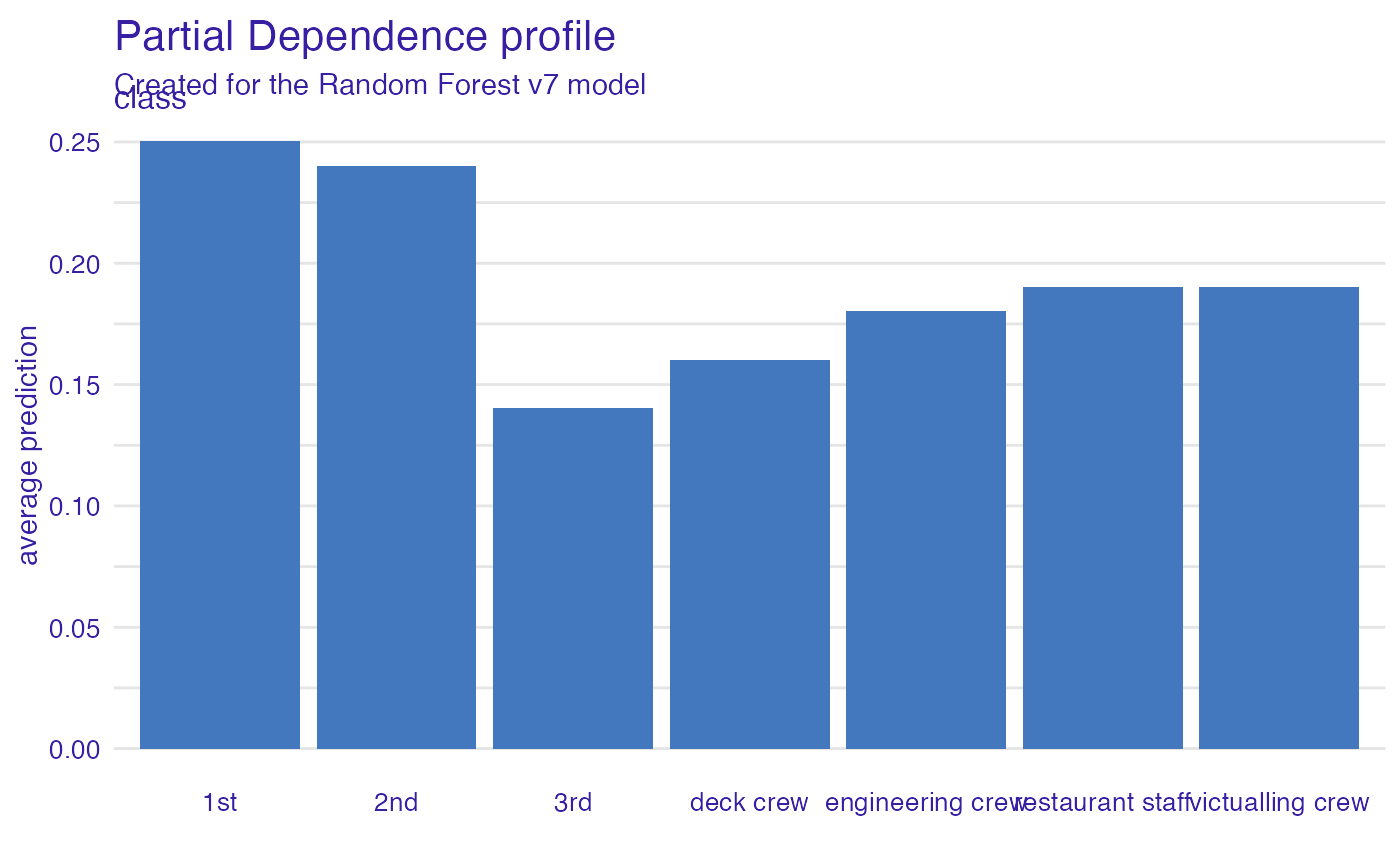 Partial Dependence profile
Created for the Random Forest v7 model
class
0.25
0.20
0.15
0.10
0.05
0.00
average prediction
1st 2nd 3rd deck crew engineering crew restaurant staff victualling crew